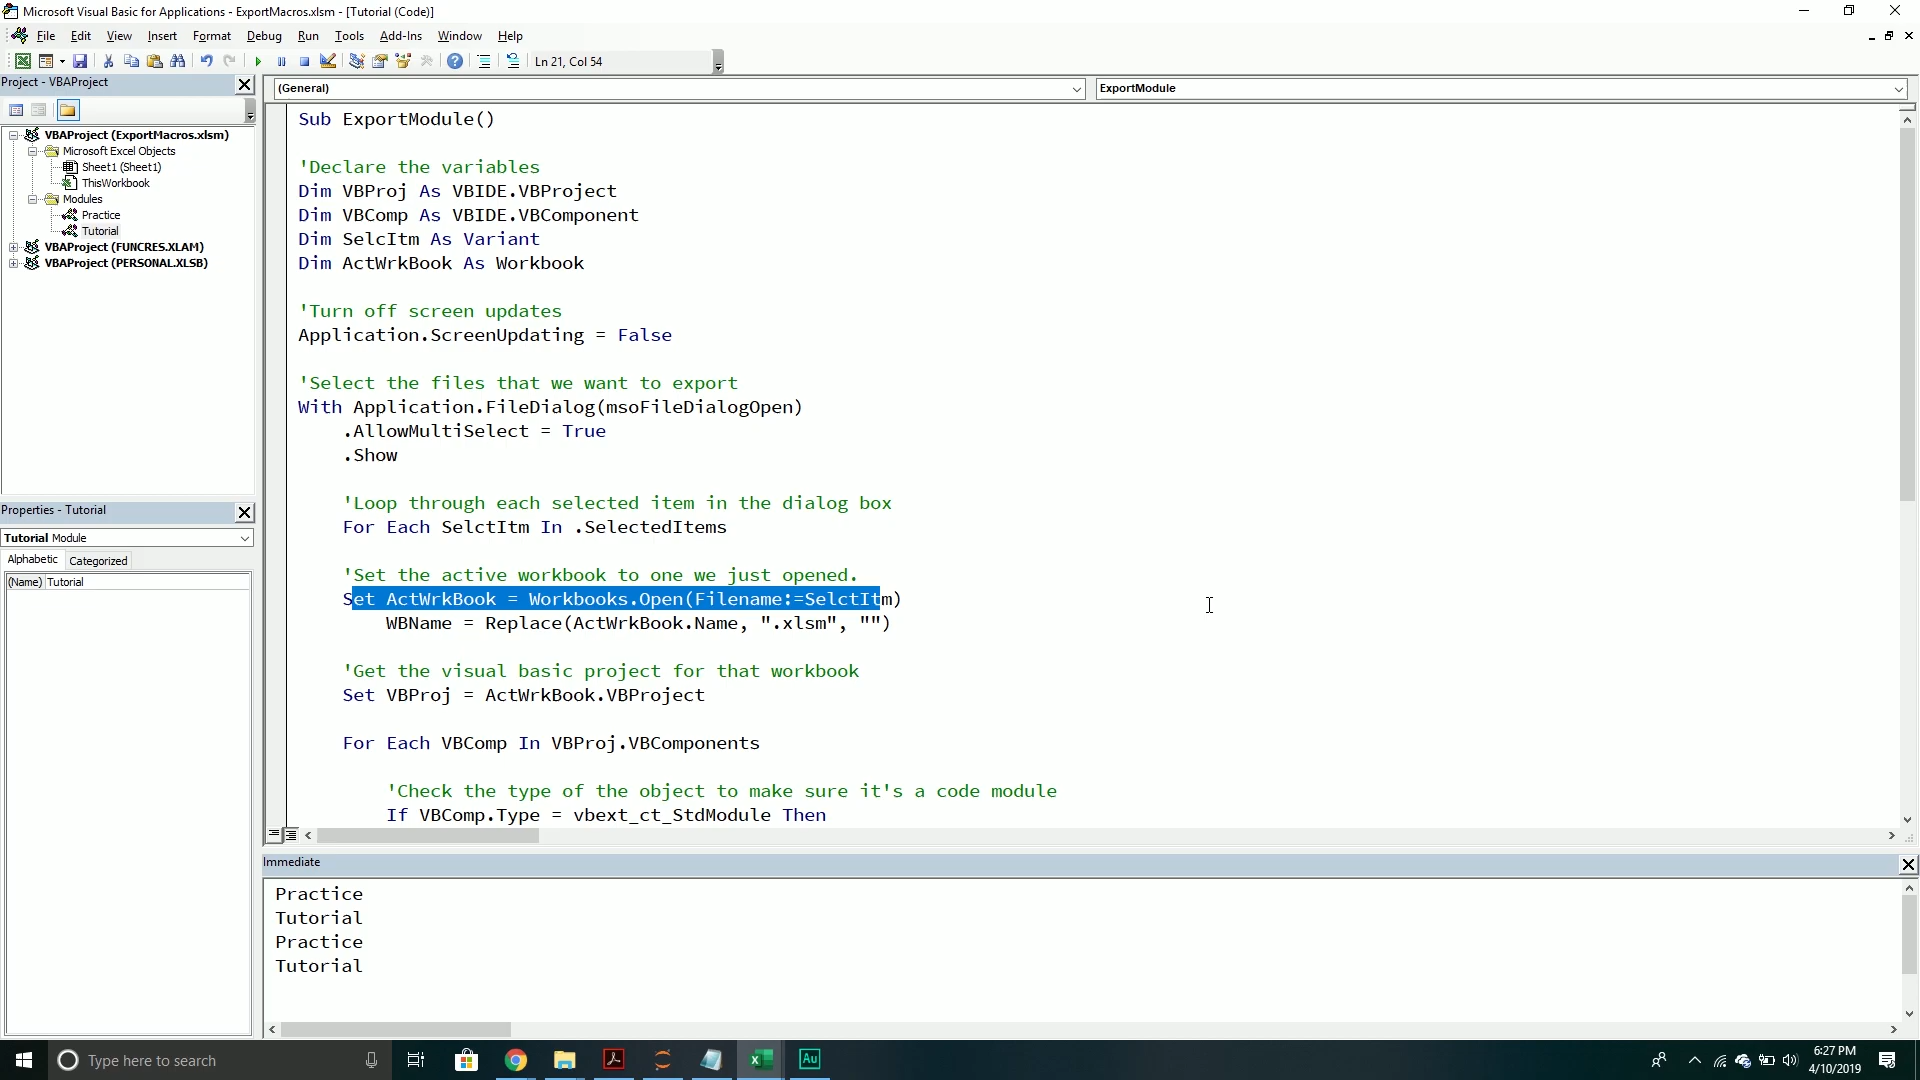 Microsoft Visual Basic for Applications - ExportMacros.xlsm - [Tutorial (Code)]
File Edit View Insert Format Debug Run Tools Add-Ins Window Help
Ln 21, Col 54
Project - VBAProject
(General)
ExportModule
VBAProject (ExportMacros.xlsm)
Microsoft Excel Objects
Sheet1 (Sheet1)
ThisWorkbook
Modules
Practice
Tutorial
VBAProject (FUNCRES.XLAM)
VBAProject (PERSONAL.XLSB)
Properties - Tutorial
Tutorial Module
Alphabetic Categorized
(Name) Tutorial
Sub ExportModule()
'Declare the variables
Dim VBProj As VBIDE.VBProject
Dim VBComp As VBIDE.VBComponent
Dim SelcItm As Variant
Dim ActWrkBook As Workbook
'Turn off screen updates
Application.ScreenUpdating = False
'Select the files that we want to export
With Application.FileDialog(msoFileDialogOpen)
.AllowMultiSelect = True
.Show
'Loop through each selected item in the dialog box
For Each SelctItm In .SelectedItems
'Set the active workbook to one we just opened.
Set ActWrkBook = Workbooks.Open(Filename:=SelctItm)
WBName = Replace(ActWrkBook.Name, ".xlsm", "")
'Get the visual basic project for that workbook
Set VBProj = ActWrkBook.VBProject
For Each VBComp In VBProj.VBComponents
'Check the type of the object to make sure it's a code module
If VBComp.Type = vbext_ct_StdModule Then
Immediate
Practice
Tutorial
Practice
Tutorial
Type here to search
Au
6:27 PM
4/10/2019